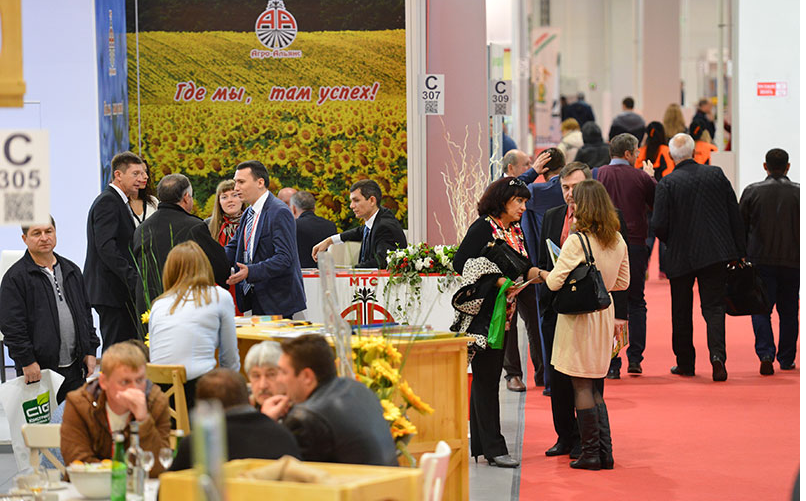 Агро-Альянс
Где мы, там успех!
C
307
C
309
C
305
МТС
CIG